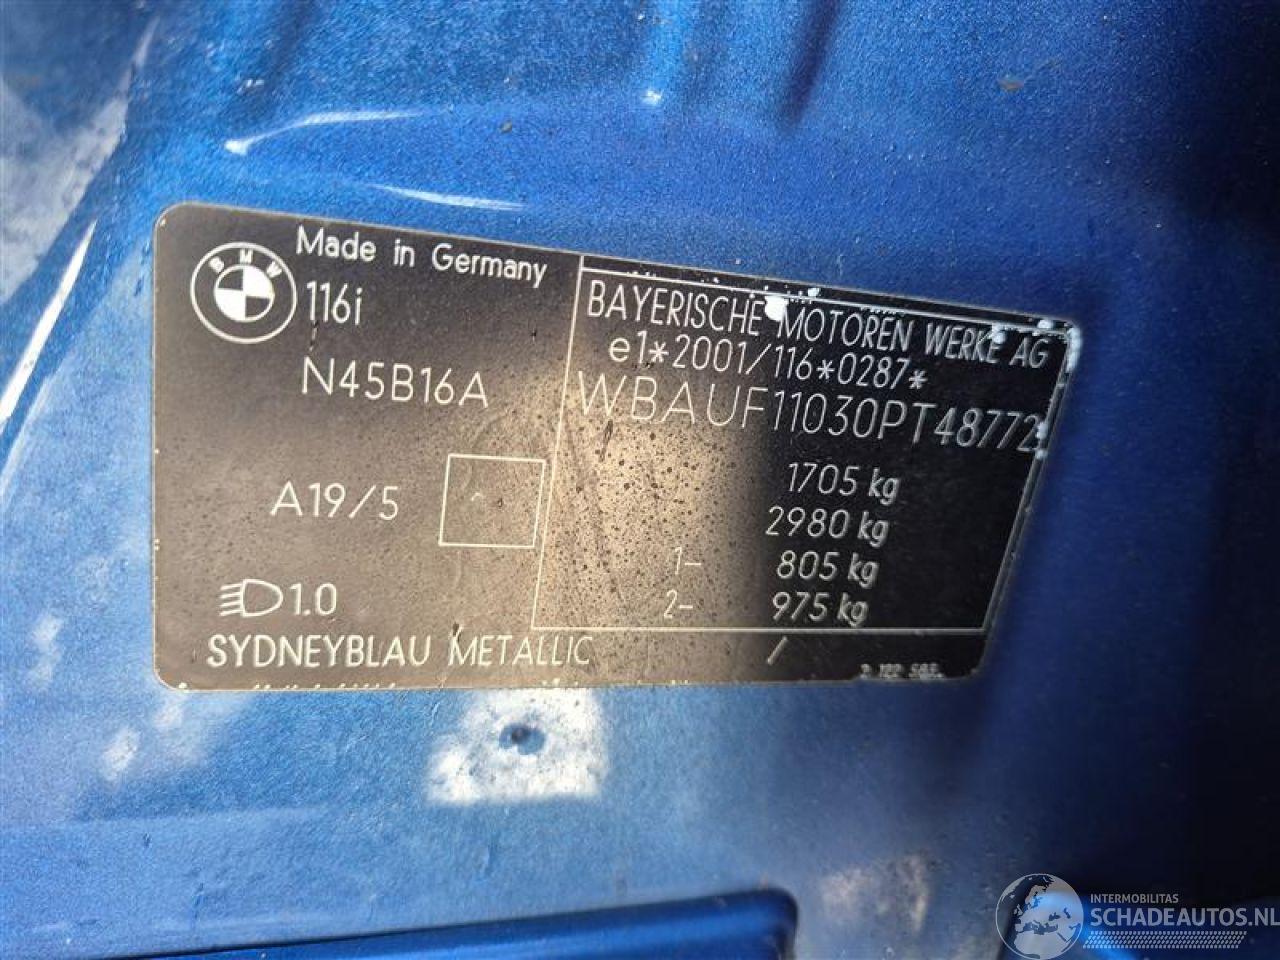 BMW
Made in Germany
116i
N45B16A
A19/5
1.0
SYDNEYBLAU METALLIC
BAYERISCHE MOTOREN WERKE AG
e1*2001/116*0287*
WBAUF11030PT48772
1705 kg
2980 kg
1- 805 kg
2- 975 kg
/
INTERMOBILITAS
SCHADEAUTOS.NL